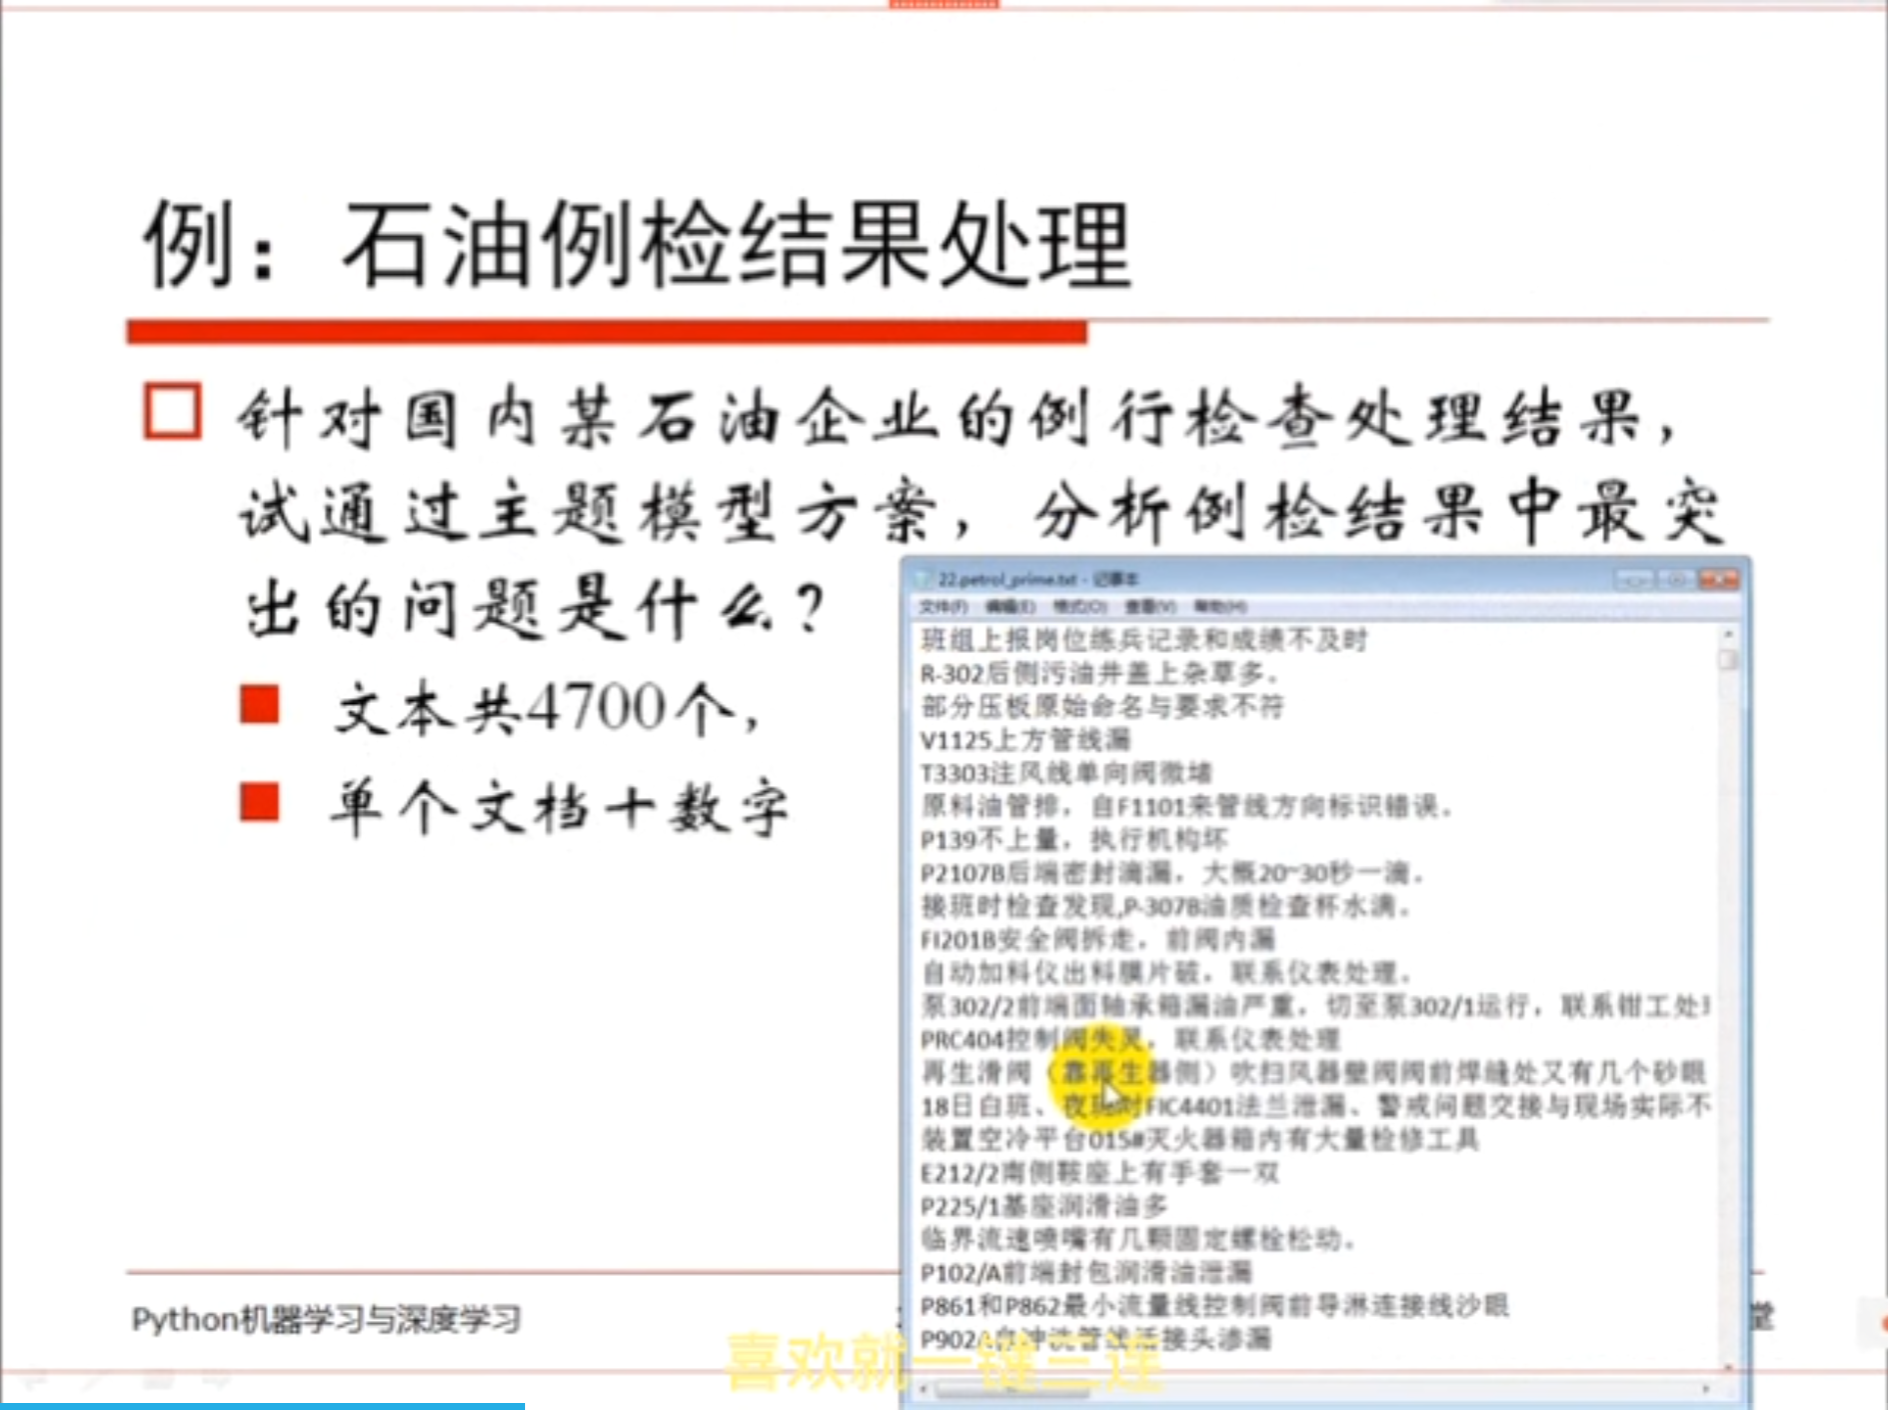 例：石油例检结果处理
针对国内某石油企业的例行检查处理结果，
试通过主题模型方案，分析例检结果中最突
出的问题是什么？
文本共4700个，
单个文档十数字
22.petrol_prime.txt - 记事本
文件(F) 编辑(E) 格式(O) 查看(V) 帮助(H)
班组上报岗位练兵记录和成绩不及时
R-302后侧污油井盖上杂草多。
部分压板原始命名与要求不符
V1125上方管线漏
T3303注风线单向阀微堵
原料油管排，自F1101来管线方向标识错误。
P139不上量，执行机构坏
P2107B后端密封滴漏，大概20~30秒一滴。
接班时检查发现,P-307B油质检查杯水满。
FI201B安全阀拆走，前阀内漏
自动加料仪出料膜片破，联系仪表处理。
泵302/2前端面轴承箱漏油严重，切至泵302/1运行，联系钳工处
PRC404控制阀失灵，联系仪表处理
再生滑阀（靠再生器侧）吹扫风器壁阀阀前焊缝处又有几个砂眼
18日白班、夜班对FIC4401法兰泄漏、警戒问题交接与现场实际不
装置空冷平台015#灭火器箱内有大量检修工具
E212/2南侧鞍座上有手套一双
P225/1基座润滑油多
临界流速喷嘴有几颗固定螺栓松动。
P102/A前端封包润滑油泄漏
P861和P862最小流量线控制阀前导淋连接线沙眼
P902A自冲洗管线活接头渗漏
Python机器学习与深度学习
堂
喜欢就一键三连